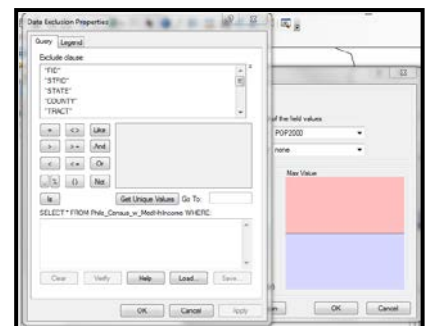 Data Exclusion Properties
Query Legend
Exclude clause:
"FID"
"STFID"
"STATE"
"COUNTY"
"TRACT"
= <> Like
> >= And
< <= Or
_ % () Not
Is Get Unique Values Go To:
SELECT * FROM Phila_Census_w_MedHhIncome WHERE:
Clear Verify Help Load... Save...
OK Cancel Apply
of the field values
POP2000
none
Max Value
OK Cancel